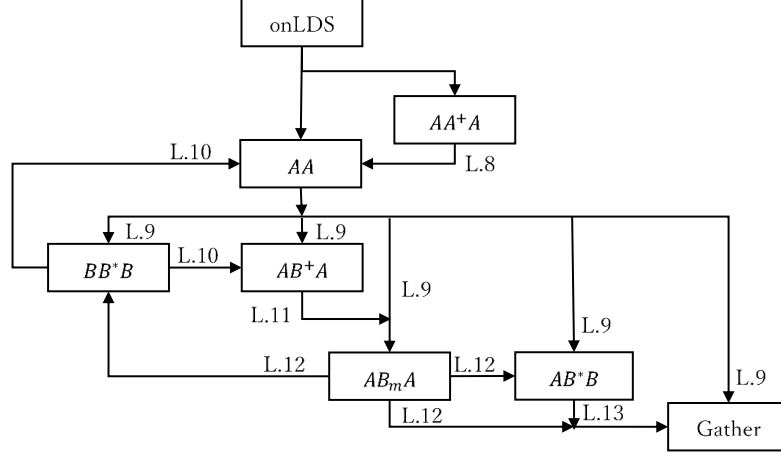 onLDS
AA⁺A
L.10
L.8
AA
L.9
L.9
L.10
BB*B
AB⁺A
L.9
L.11
L.9
L.12
L.12
ABₘA
AB*B
L.9
L.12
L.13
Gather